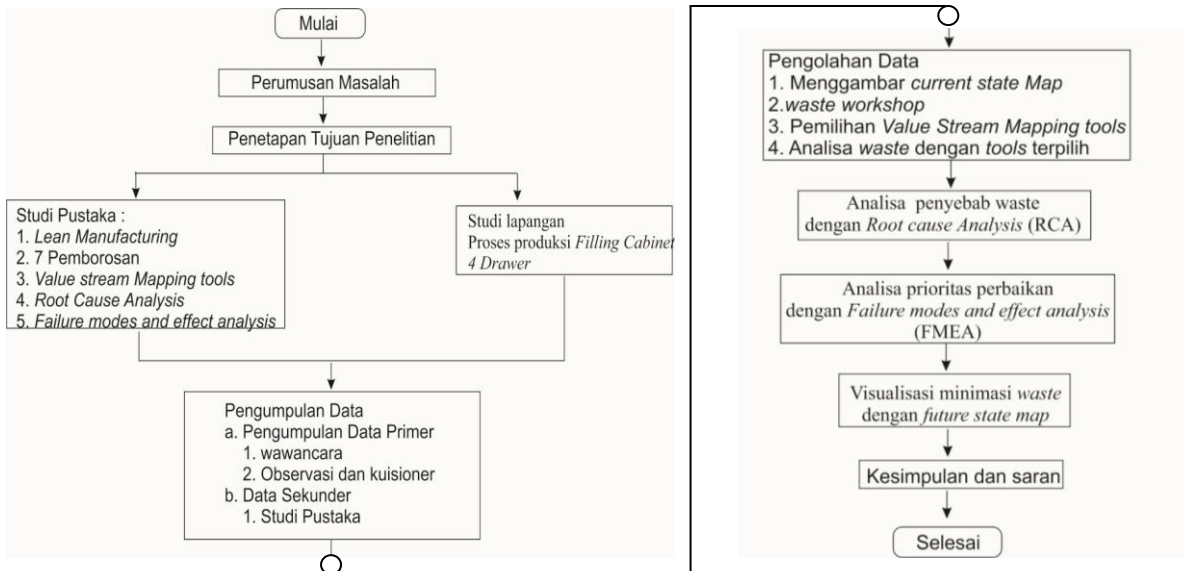 Mulai
Perumusan Masalah
Penetapan Tujuan Penelitian
Studi Pustaka :
1. Lean Manufacturing
2. 7 Pemborosan
3. Value stream Mapping tools
4. Root Cause Analysis
5. Failure modes and effect analysis
Studi lapangan
Proses produksi Filling Cabinet
4 Drawer
Pengumpulan Data
a. Pengumpulan Data Primer
1. wawancara
2. Observasi dan kuisioner
b. Data Sekunder
1. Studi Pustaka
Pengolahan Data
1. Menggambar current state Map
2.waste workshop
3. Pemilihan Value Stream Mapping tools
4. Analisa waste dengan tools terpilih
Analisa penyebab waste
dengan Root cause Analysis (RCA)
Analisa prioritas perbaikan
dengan Failure modes and effect analysis
(FMEA)
Visualisasi minimasi waste
dengan future state map
Kesimpulan dan saran
Selesai